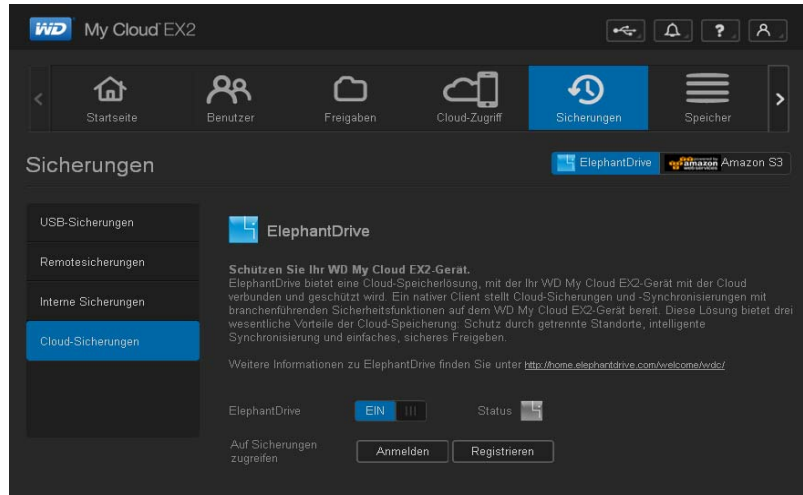 WD My Cloud EX2
?
Startseite
Benutzer
Freigaben
Cloud-Zugriff
Sicherungen
Speicher
Sicherungen
ElephantDrive
amazon Amazon S3
USB-Sicherungen
Remotesicherungen
Interne Sicherungen
Cloud-Sicherungen
ElephantDrive
Schützen Sie Ihr WD My Cloud EX2-Gerät.
ElephantDrive bietet eine Cloud-Speicherlösung, mit der Ihr WD My Cloud EX2-Gerät mit der Cloud
verbunden und geschützt wird. Ein nativer Client stellt Cloud-Sicherungen und -Synchronisierungen mit
branchenführenden Sicherheitsfunktionen auf dem WD My Cloud EX2-Gerät bereit. Diese Lösung bietet drei
wesentliche Vorteile der Cloud-Speicherung: Schutz durch getrennte Standorte, intelligente
Synchronisierung und einfaches, sicheres Freigeben.
Weitere Informationen zu ElephantDrive finden Sie unter http://home.elephantdrive.com/welcome/wdc/
ElephantDrive
EIN
Status
Auf Sicherungen
zugreifen
Anmelden
Registrieren